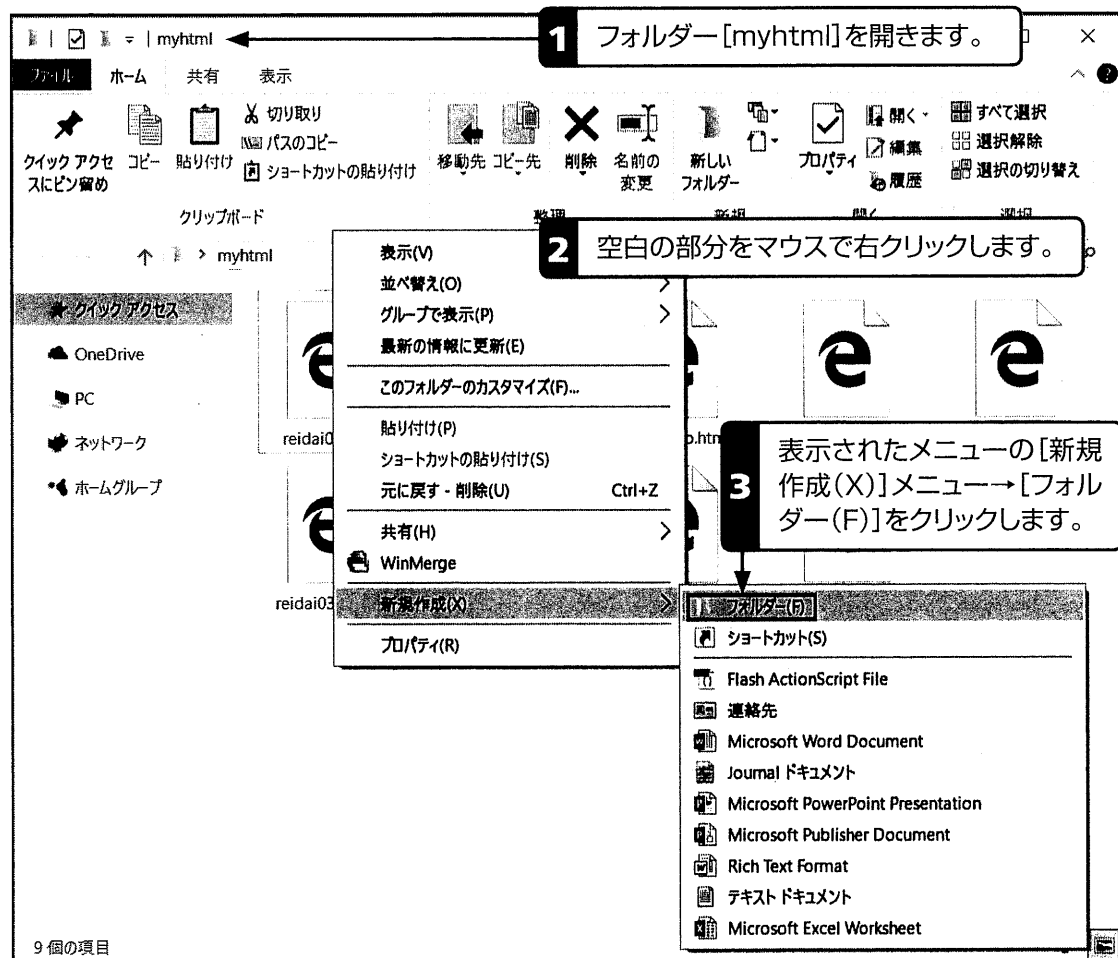 myhtml
1 フォルダー[myhtml]を開きます。
ファイル ホーム 共有 表示
クイック アクセスにピン留め
コピー
貼り付け
切り取り
パスのコピー
ショートカットの貼り付け
移動先
コピー先
削除
名前の変更
新しいフォルダー
プロパティ
開く
編集
履歴
すべて選択
選択解除
選択の切り替え
クリップボード 整理 新規 開く 選択
2 空白の部分をマウスで右クリックします。
myhtml
クイック アクセス
OneDrive
PC
ネットワーク
ホームグループ
表示(V)
並べ替え(O)
グループで表示(P)
最新の情報に更新(E)
このフォルダーのカスタマイズ(F)...
貼り付け(P)
ショートカットの貼り付け(S)
元に戻す - 削除(U) Ctrl+Z
共有(H)
WinMerge
新規作成(X)
プロパティ(R)
reidai0
p.htm
reidai03
3 表示されたメニューの[新規
作成(X)]メニュー→[フォル
ダー(F)]をクリックします。
フォルダー(F)
ショートカット(S)
Flash ActionScript File
連絡先
Microsoft Word Document
Journal ドキュメント
Microsoft PowerPoint Presentation
Microsoft Publisher Document
Rich Text Format
テキスト ドキュメント
Microsoft Excel Worksheet
9 個の項目